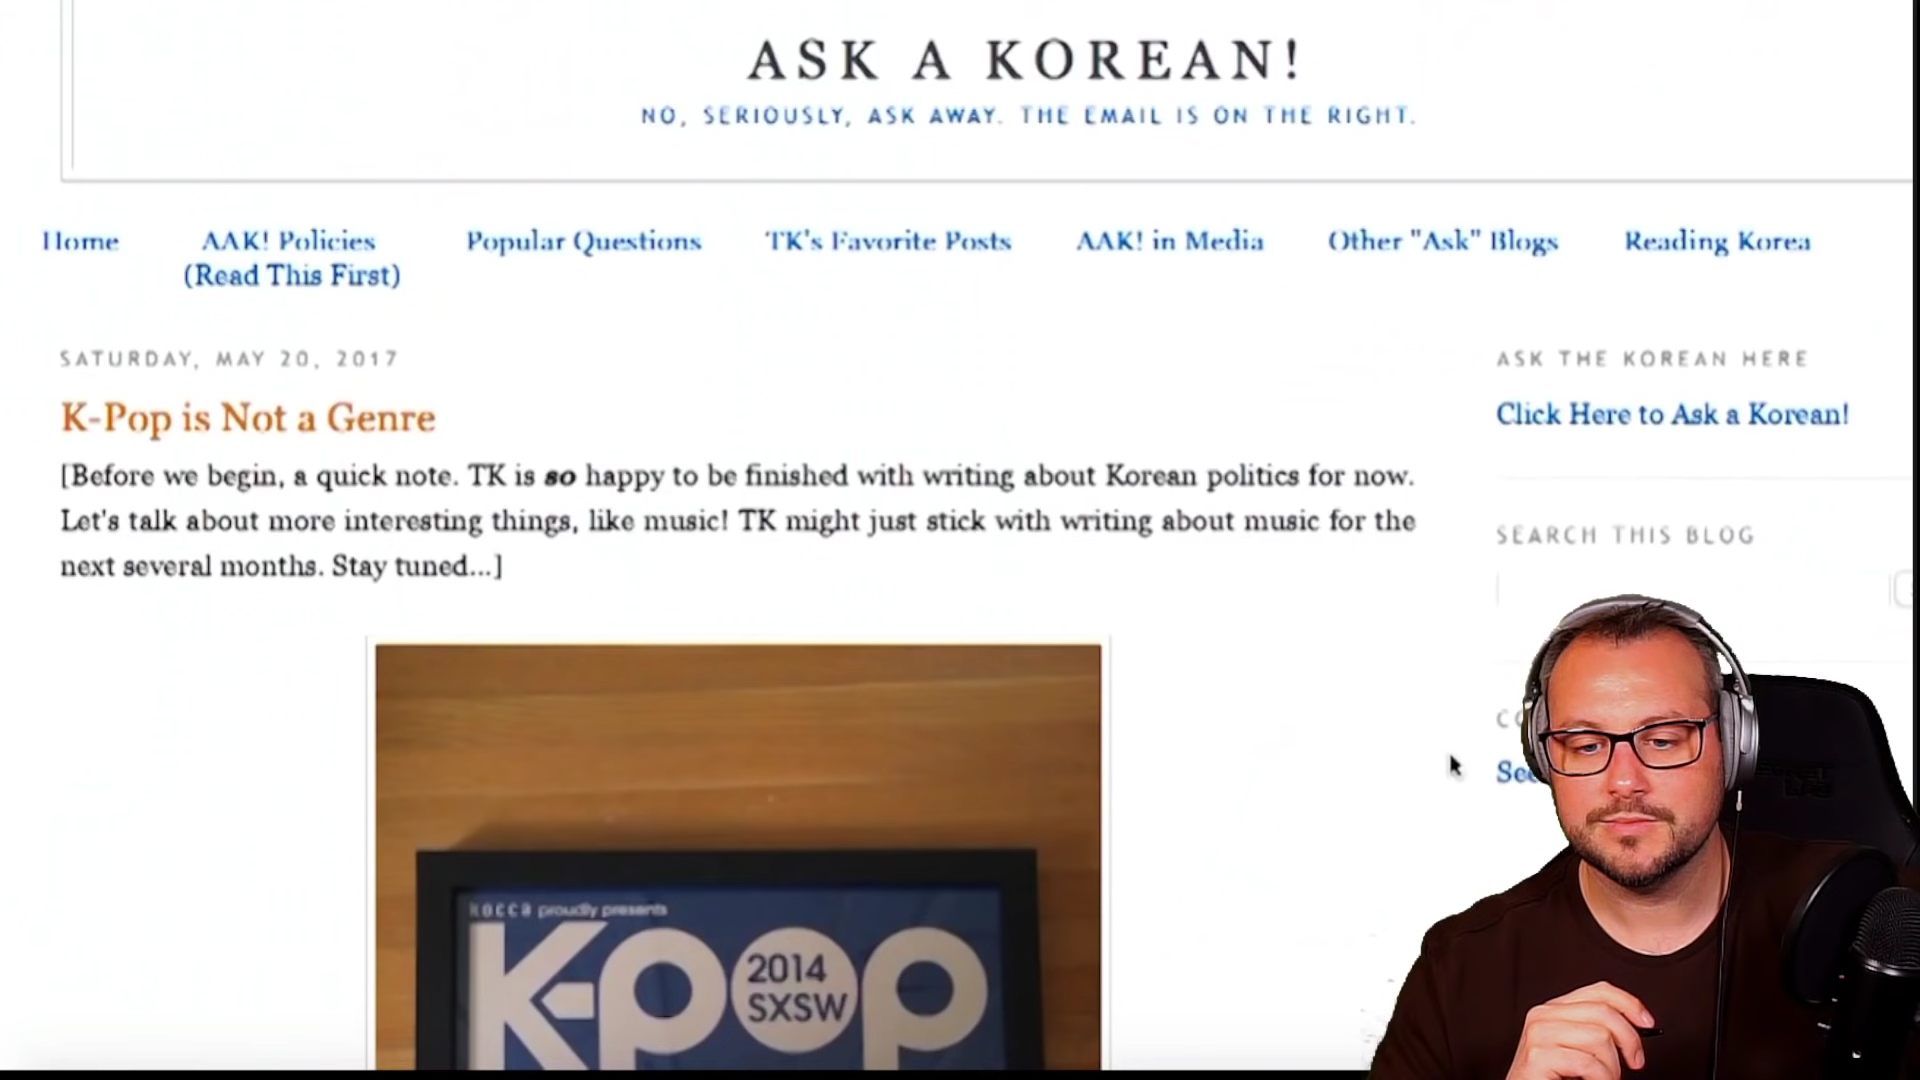 ASK A KOREAN!
NO, SERIOUSLY, ASK AWAY. THE EMAIL IS ON THE RIGHT.
Home
AAK! Policies
(Read This First)
Popular Questions
TK's Favorite Posts
AAK! in Media
Other "Ask" Blogs
Reading Korea
SATURDAY, MAY 20, 2017
K-Pop is Not a Genre
[Before we begin, a quick note. TK is so happy to be finished with writing about Korean politics for now.
Let's talk about more interesting things, like music! TK might just stick with writing about music for the
next several months. Stay tuned...]
kocca proudly presents
K-pop
2014
SXSW
ASK THE KOREAN HERE
Click Here to Ask a Korean!
SEARCH THIS BLOG